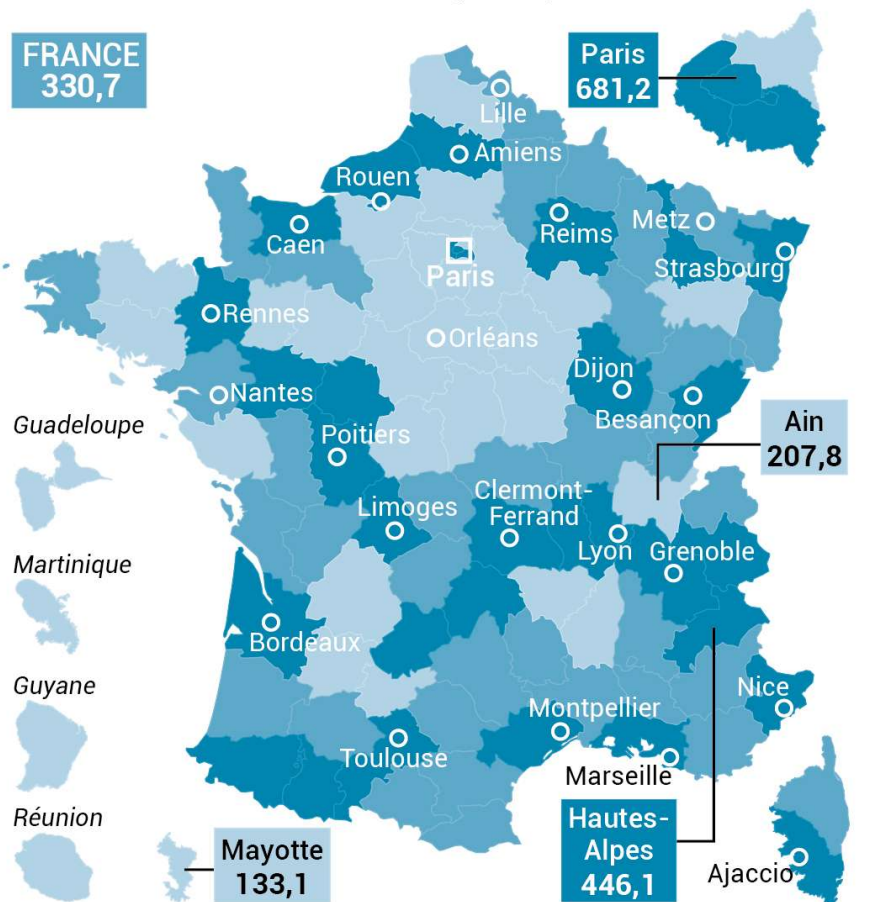 FRANCE
330,7
Paris
681,2
Lille
Amiens
Rouen
Caen
Reims
Metz
Strasbourg
Paris
Rennes
Orléans
Nantes
Dijon
Besançon
Ain
207,8
Guadeloupe
Poitiers
Limoges
Clermont-
Ferrand
Lyon
Grenoble
Martinique
Bordeaux
Guyane
Nice
Montpellier
Toulouse
Marseille
Réunion
Mayotte
133,1
Hautes-
Alpes
446,1
Ajaccio